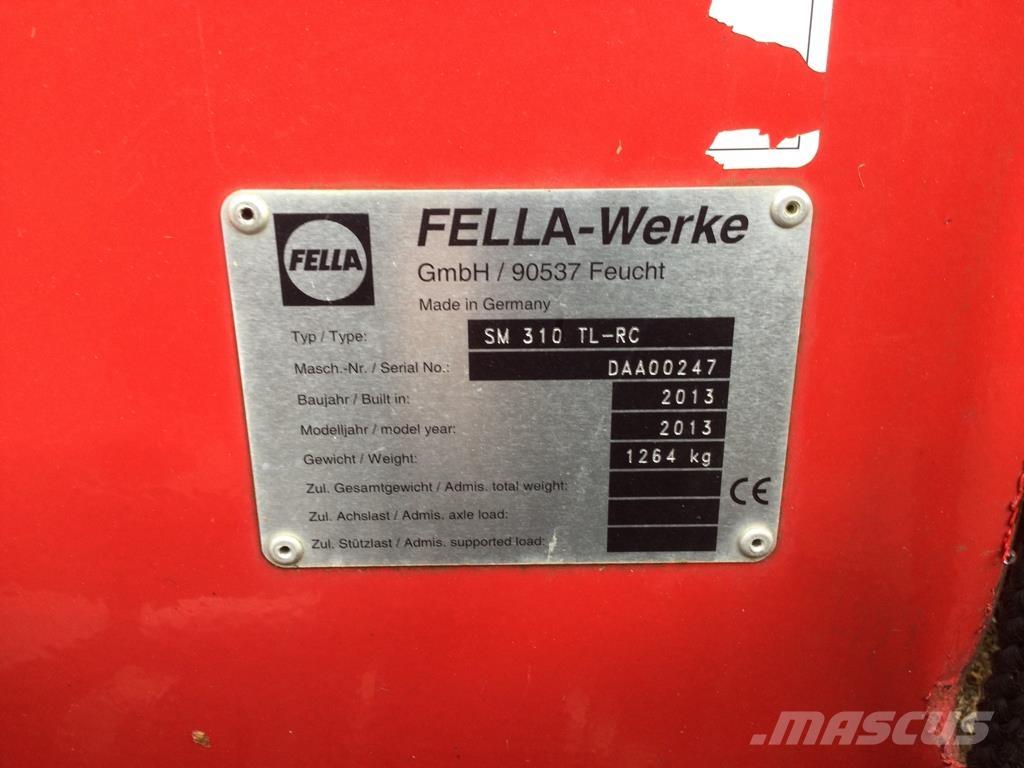 FELLA
FELLA-Werke
GmbH / 90537 Feucht
Made in Germany
Typ / Type: SM 310 TL-RC
Masch.-Nr. / Serial No.: DAA00247
Baujahr / Built in: 2013
Modelljahr / model year: 2013
Gewicht / Weight: 1264 kg
Zul. Gesamtgewicht / Admis. total weight:
Zul. Achslast / Admis. axle load:
Zul. Stützlast / Admis. supported load:
CE
MASCUS